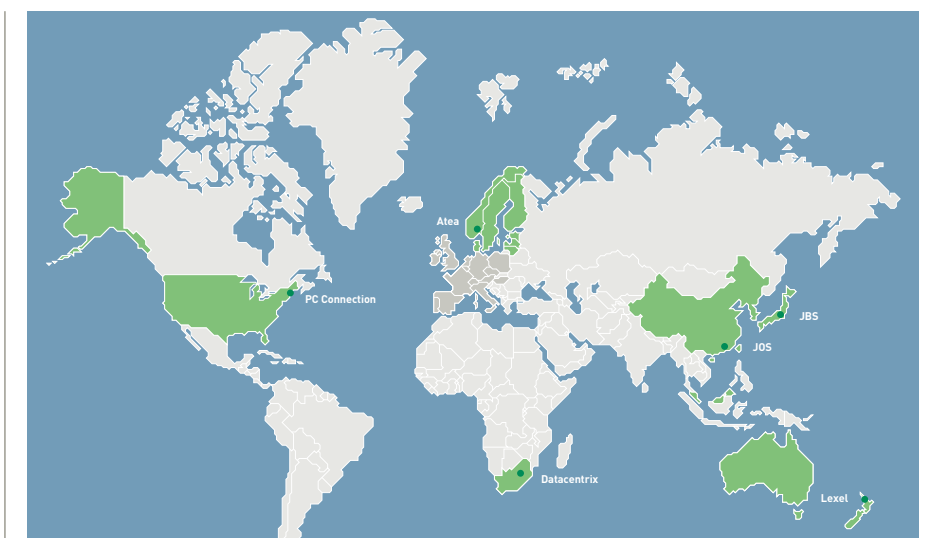 Atea
PC Connection
JBS
JOS
Datacentrix
Lexel